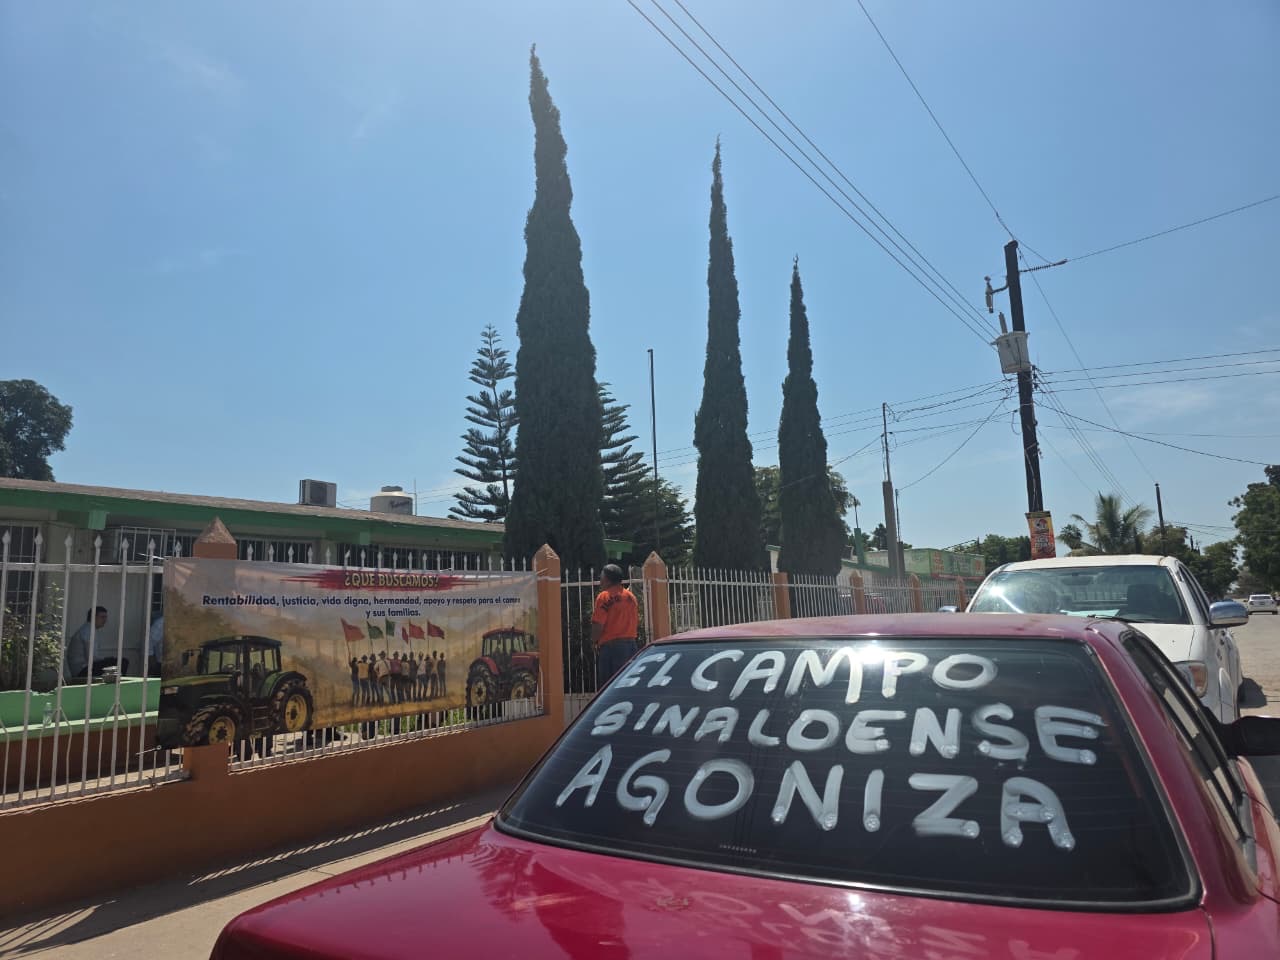 ¿QUE BUSCAMOS?
Rentabilidad, justicia, vida digna, hermandad, apoyo y respeto para el campo
y sus familias.
EL CAMPO
SINALOENSE
AGONIZA